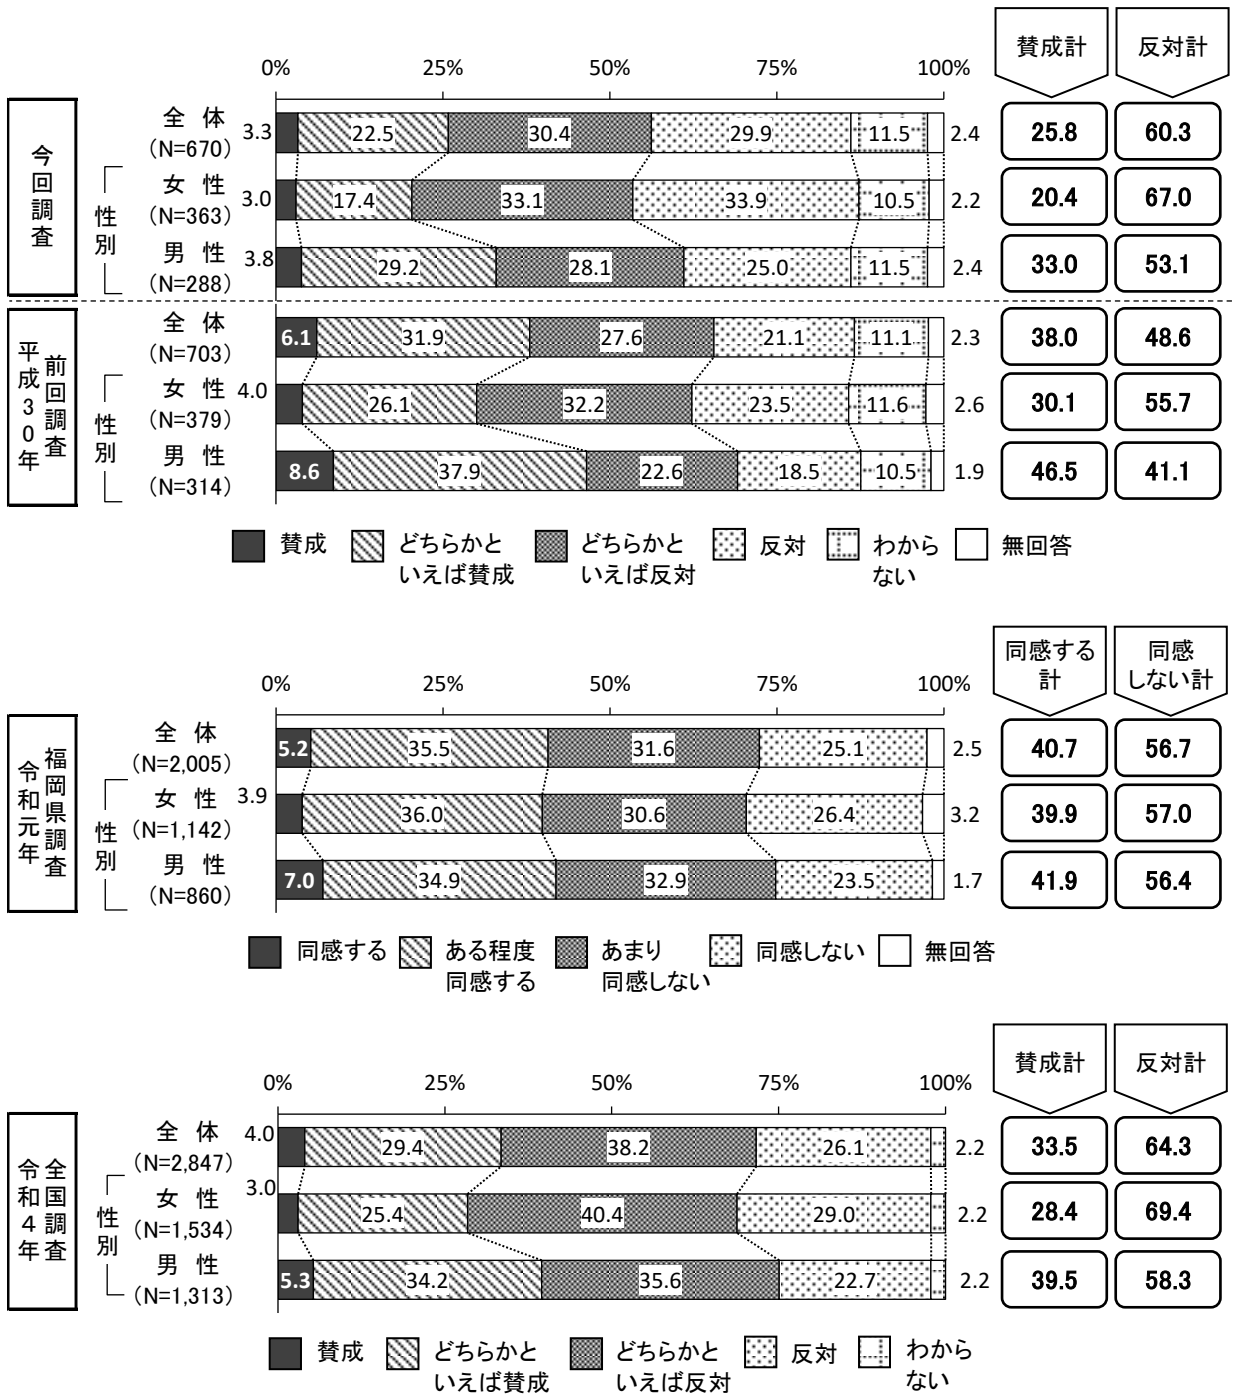 賛成計 反対計
0% 25% 50% 75% 100%
今回調査
全 体
(N=670)
3.3 22.5 30.4 29.9 11.5 2.4 25.8 60.3
性別
女 性
(N=363)
3.0 17.4 33.1 33.9 10.5 2.2 20.4 67.0
男 性
(N=288)
3.8 29.2 28.1 25.0 11.5 2.4 33.0 53.1
前回調査
平成30年
全 体
(N=703)
6.1 31.9 27.6 21.1 11.1 2.3 38.0 48.6
性別
女 性
(N=379)
4.0 26.1 32.2 23.5 11.6 2.6 30.1 55.7
男 性
(N=314)
8.6 37.9 22.6 18.5 10.5 1.9 46.5 41.1
賛成 どちらかと どちらかと 反対 わから 無回答
いえば賛成 いえば反対 ない
同感する 同感
計 しない計
0% 25% 50% 75% 100%
福岡県調査
令和元年
全 体
(N=2,005)
5.2 35.5 31.6 25.1 2.5 40.7 56.7
性別
女 性
(N=1,142)
3.9 36.0 30.6 26.4 3.2 39.9 57.0
男 性
(N=860)
7.0 34.9 32.9 23.5 1.7 41.9 56.4
同感する ある程度 あまり 同感しない 無回答
同感する 同感しない
賛成計 反対計
0% 25% 50% 75% 100%
全国調査
令和4年
全 体
(N=2,847)
4.0 29.4 38.2 26.1 2.2 33.5 64.3
性別
女 性
(N=1,534)
3.0 25.4 40.4 29.0 2.2 28.4 69.4
男 性
(N=1,313)
5.3 34.2 35.6 22.7 2.2 39.5 58.3
賛成 どちらかと どちらかと 反対 わから
いえば賛成 いえば反対 ない